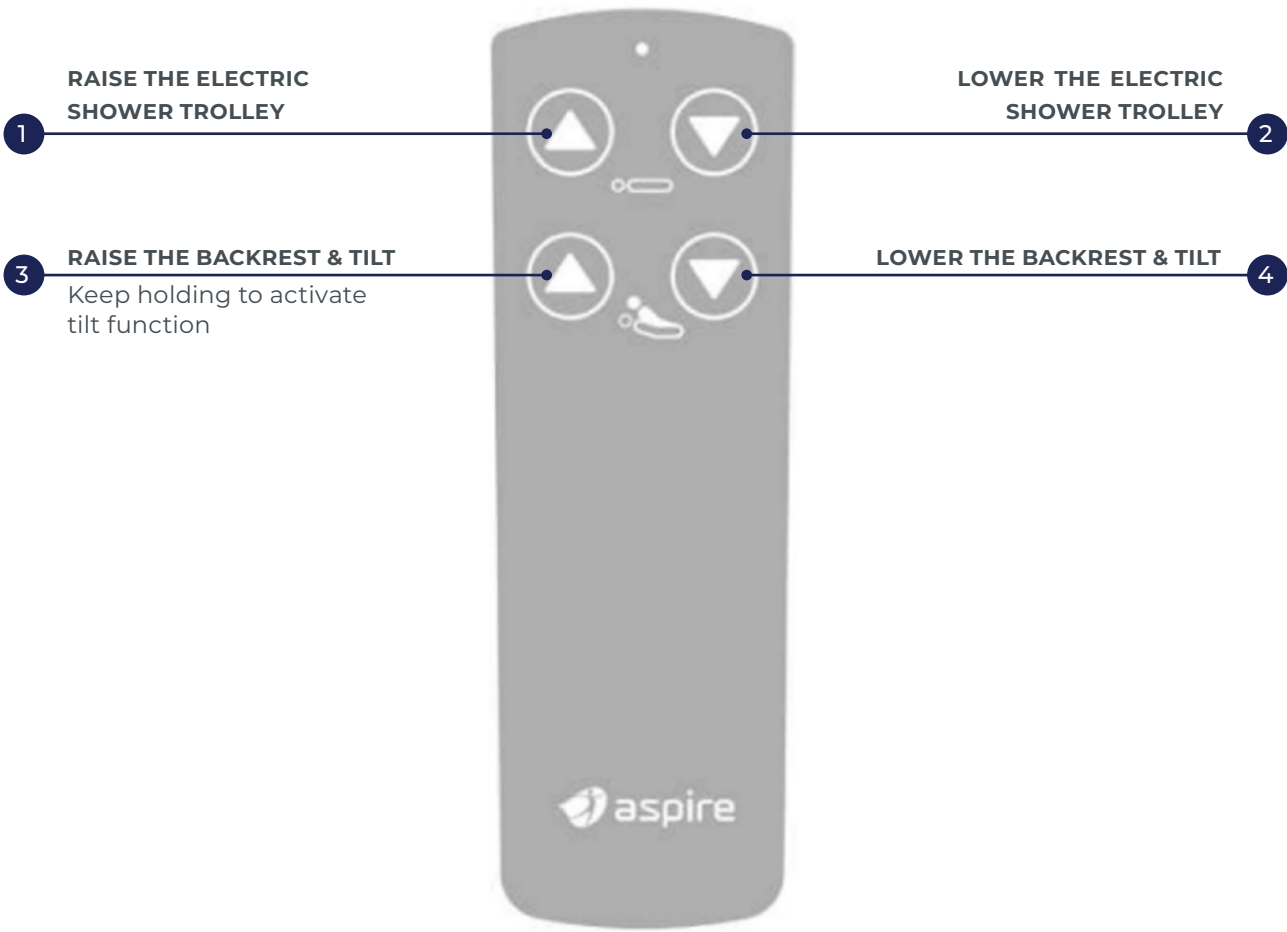 RAISE THE ELECTRIC
SHOWER TROLLEY
1
LOWER THE ELECTRIC
SHOWER TROLLEY
2
3
RAISE THE BACKREST & TILT
Keep holding to activate
tilt function
LOWER THE BACKREST & TILT
4
aspire